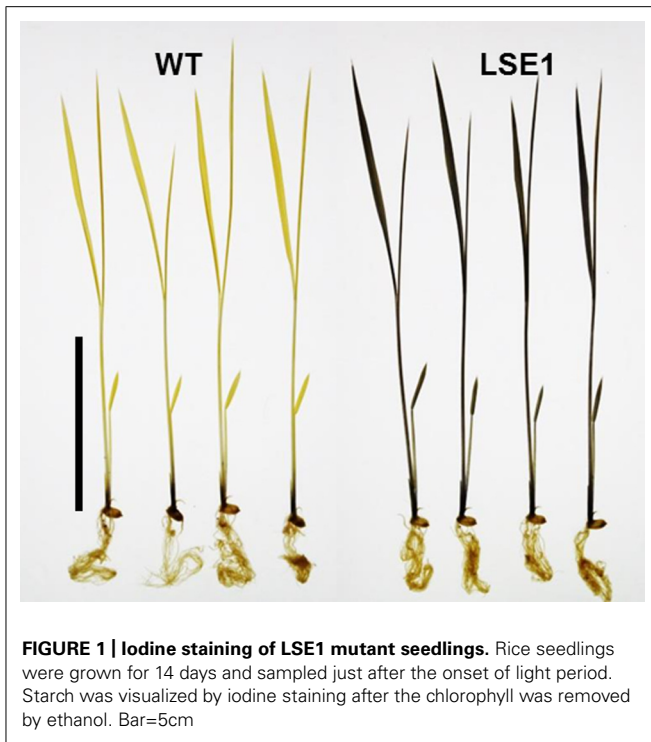 WT LSE1
FIGURE 1 | Iodine staining of LSE1 mutant seedlings. Rice seedlings
were grown for 14 days and sampled just after the onset of light period.
Starch was visualized by iodine staining after the chlorophyll was removed
by ethanol. Bar=5cm